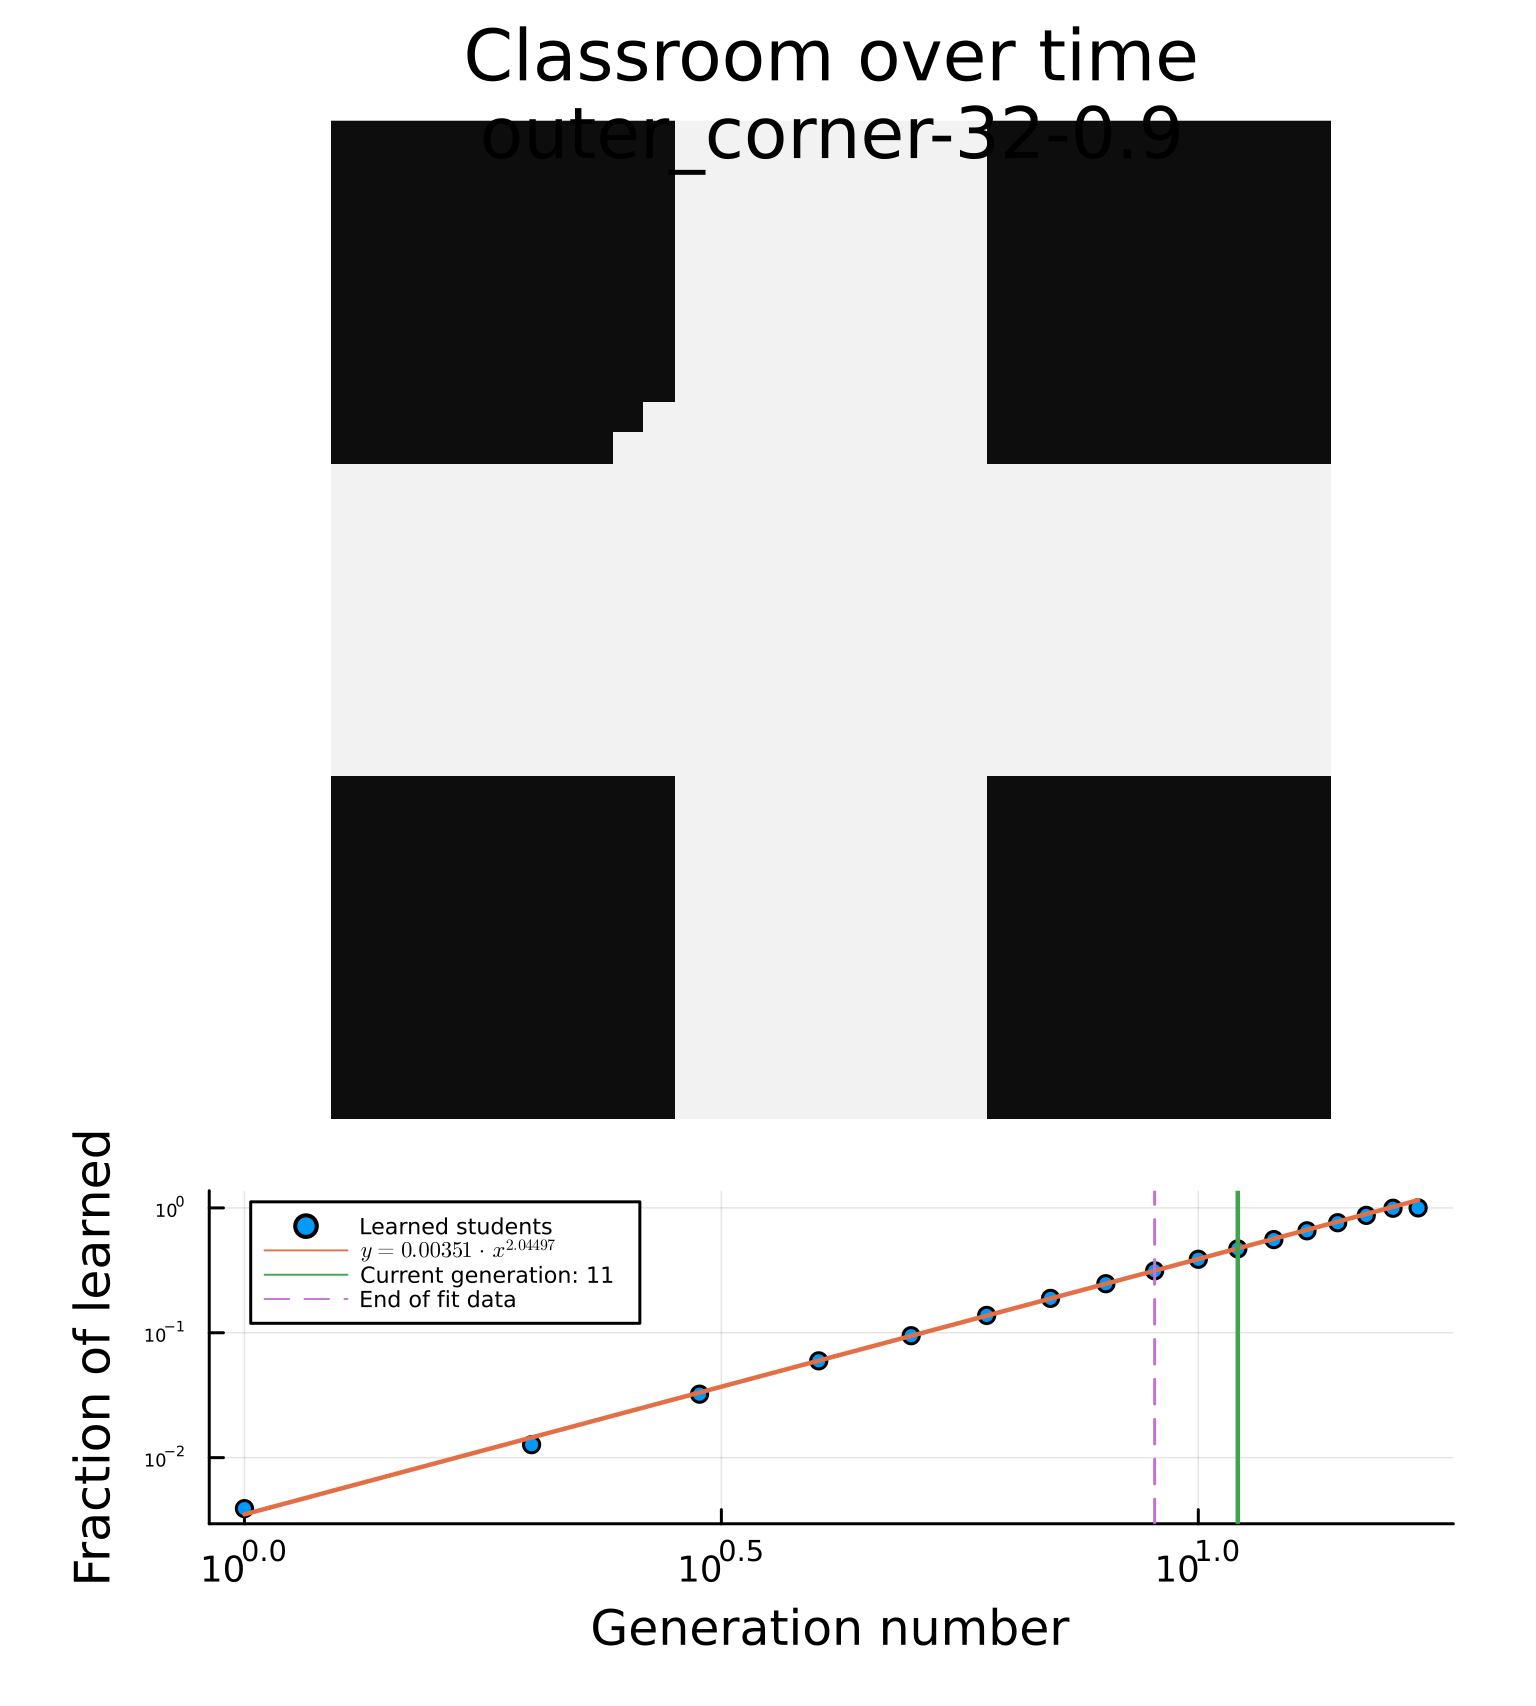 Classroom over time
outer_corner-32-0.9
Fraction of learned
10⁰
10⁻¹
10⁻²
Learned students
y = 0.00351 · x^2.04497
Current generation: 11
End of fit data
10^0.0
10^0.5
10^1.0
Generation number